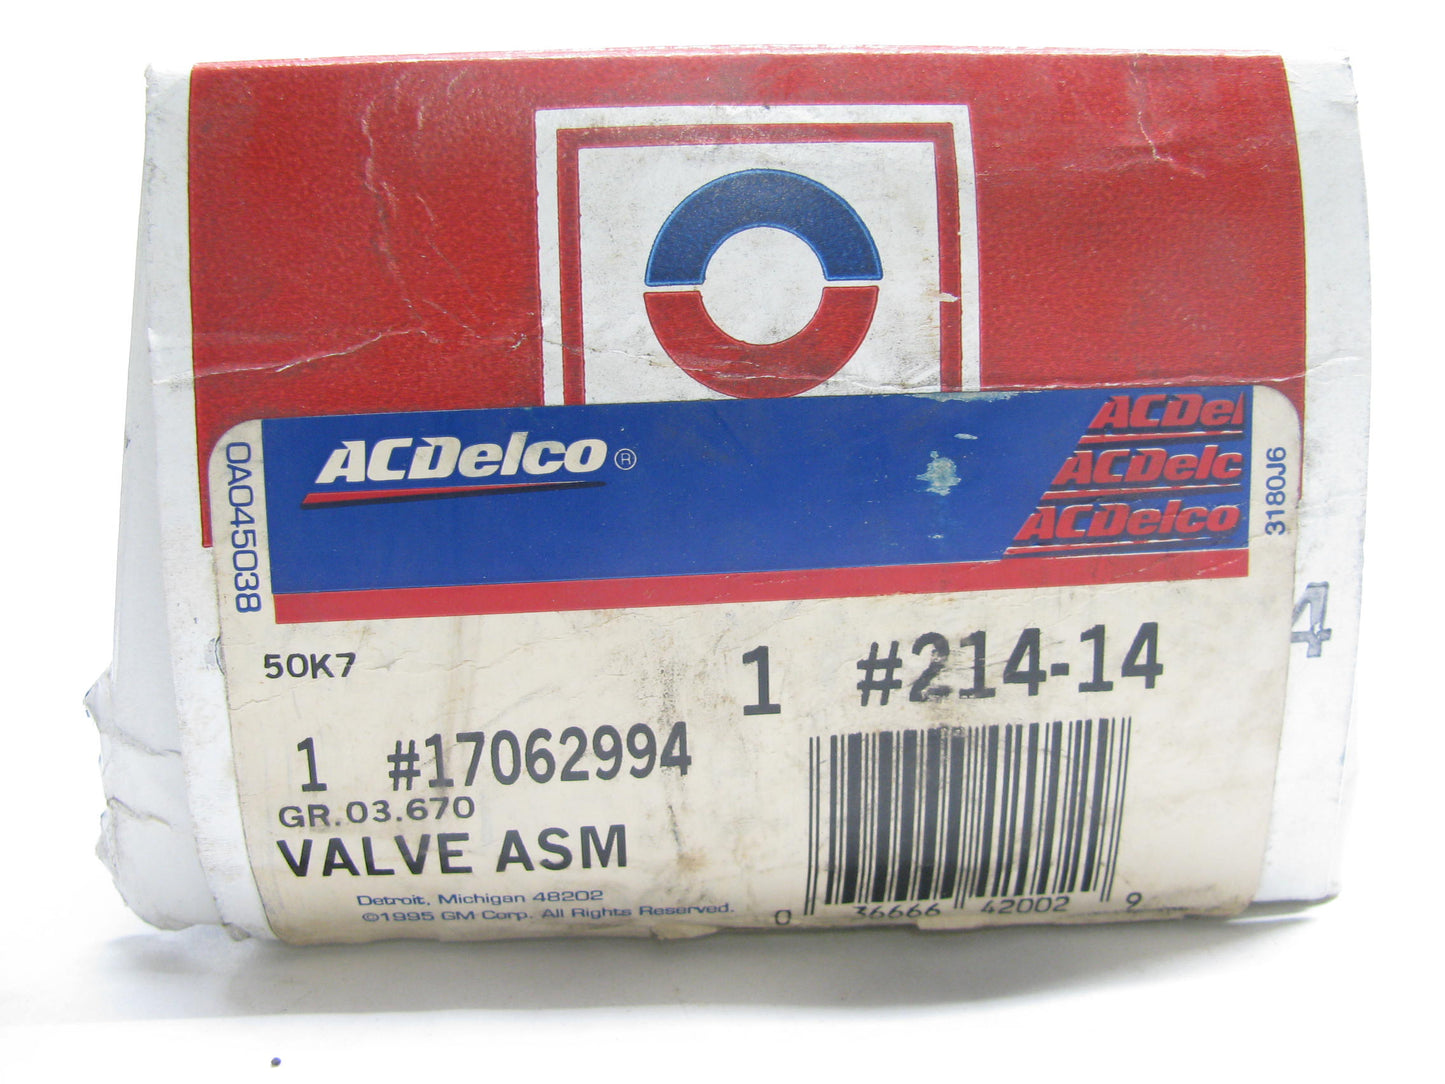 ACDelco ®
ACDel
ACDelc
ACDelco
0A045038
3180J6
4
50K7
1 #214-14
1 #17062994
GR.03.670
VALVE ASM
Detroit, Michigan 48202
©1995 GM Corp. All Rights Reserved.
0 36666 42002 9